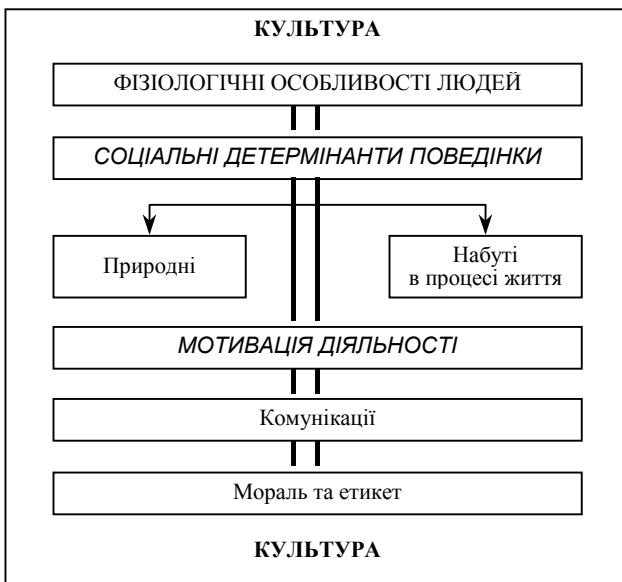 КУЛЬТУРА
ФІЗІОЛОГІЧНІ ОСОБЛИВОСТІ ЛЮДЕЙ
СОЦІАЛЬНІ ДЕТЕРМІНАНТИ ПОВЕДІНКИ
Природні
Набуті
в процесі життя
МОТИВАЦІЯ ДІЯЛЬНОСТІ
Комунікації
Мораль та етикет
КУЛЬТУРА